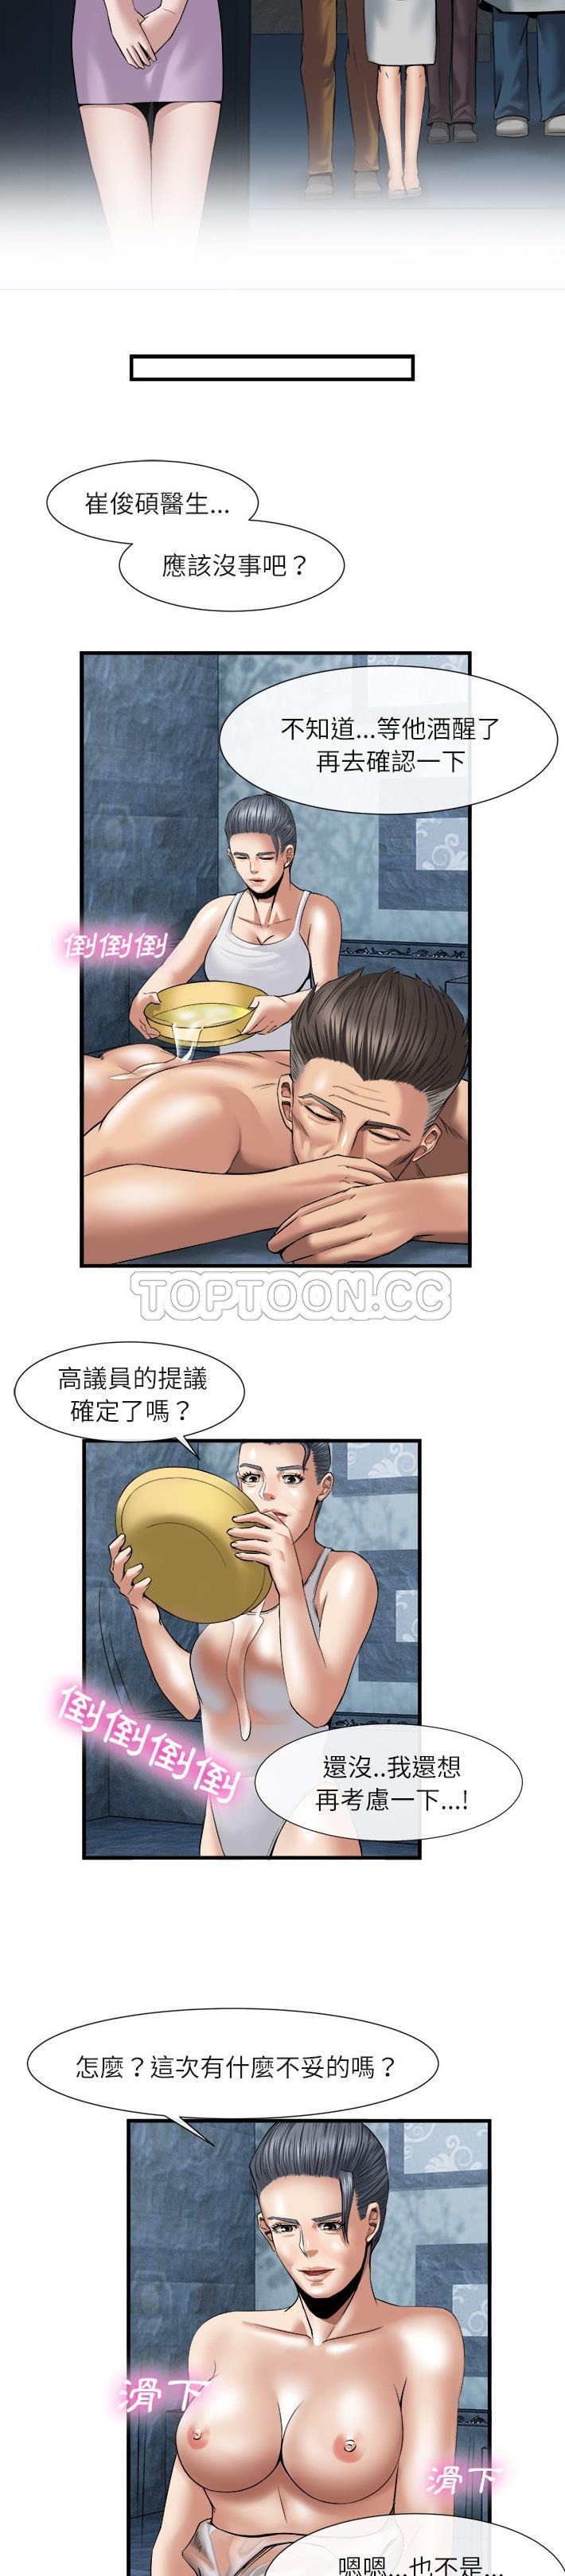 崔俊碩醫生...
應該沒事吧？
不知道...等他酒醒了
再去確認一下
倒倒倒
TOPTOON.CC
高議員的提議
確定了嗎？
倒倒倒倒
還沒..我還想
再考慮一下...!
怎麼？這次有什麼不妥的嗎？
滑下
滑下
嗯嗯...也不是...